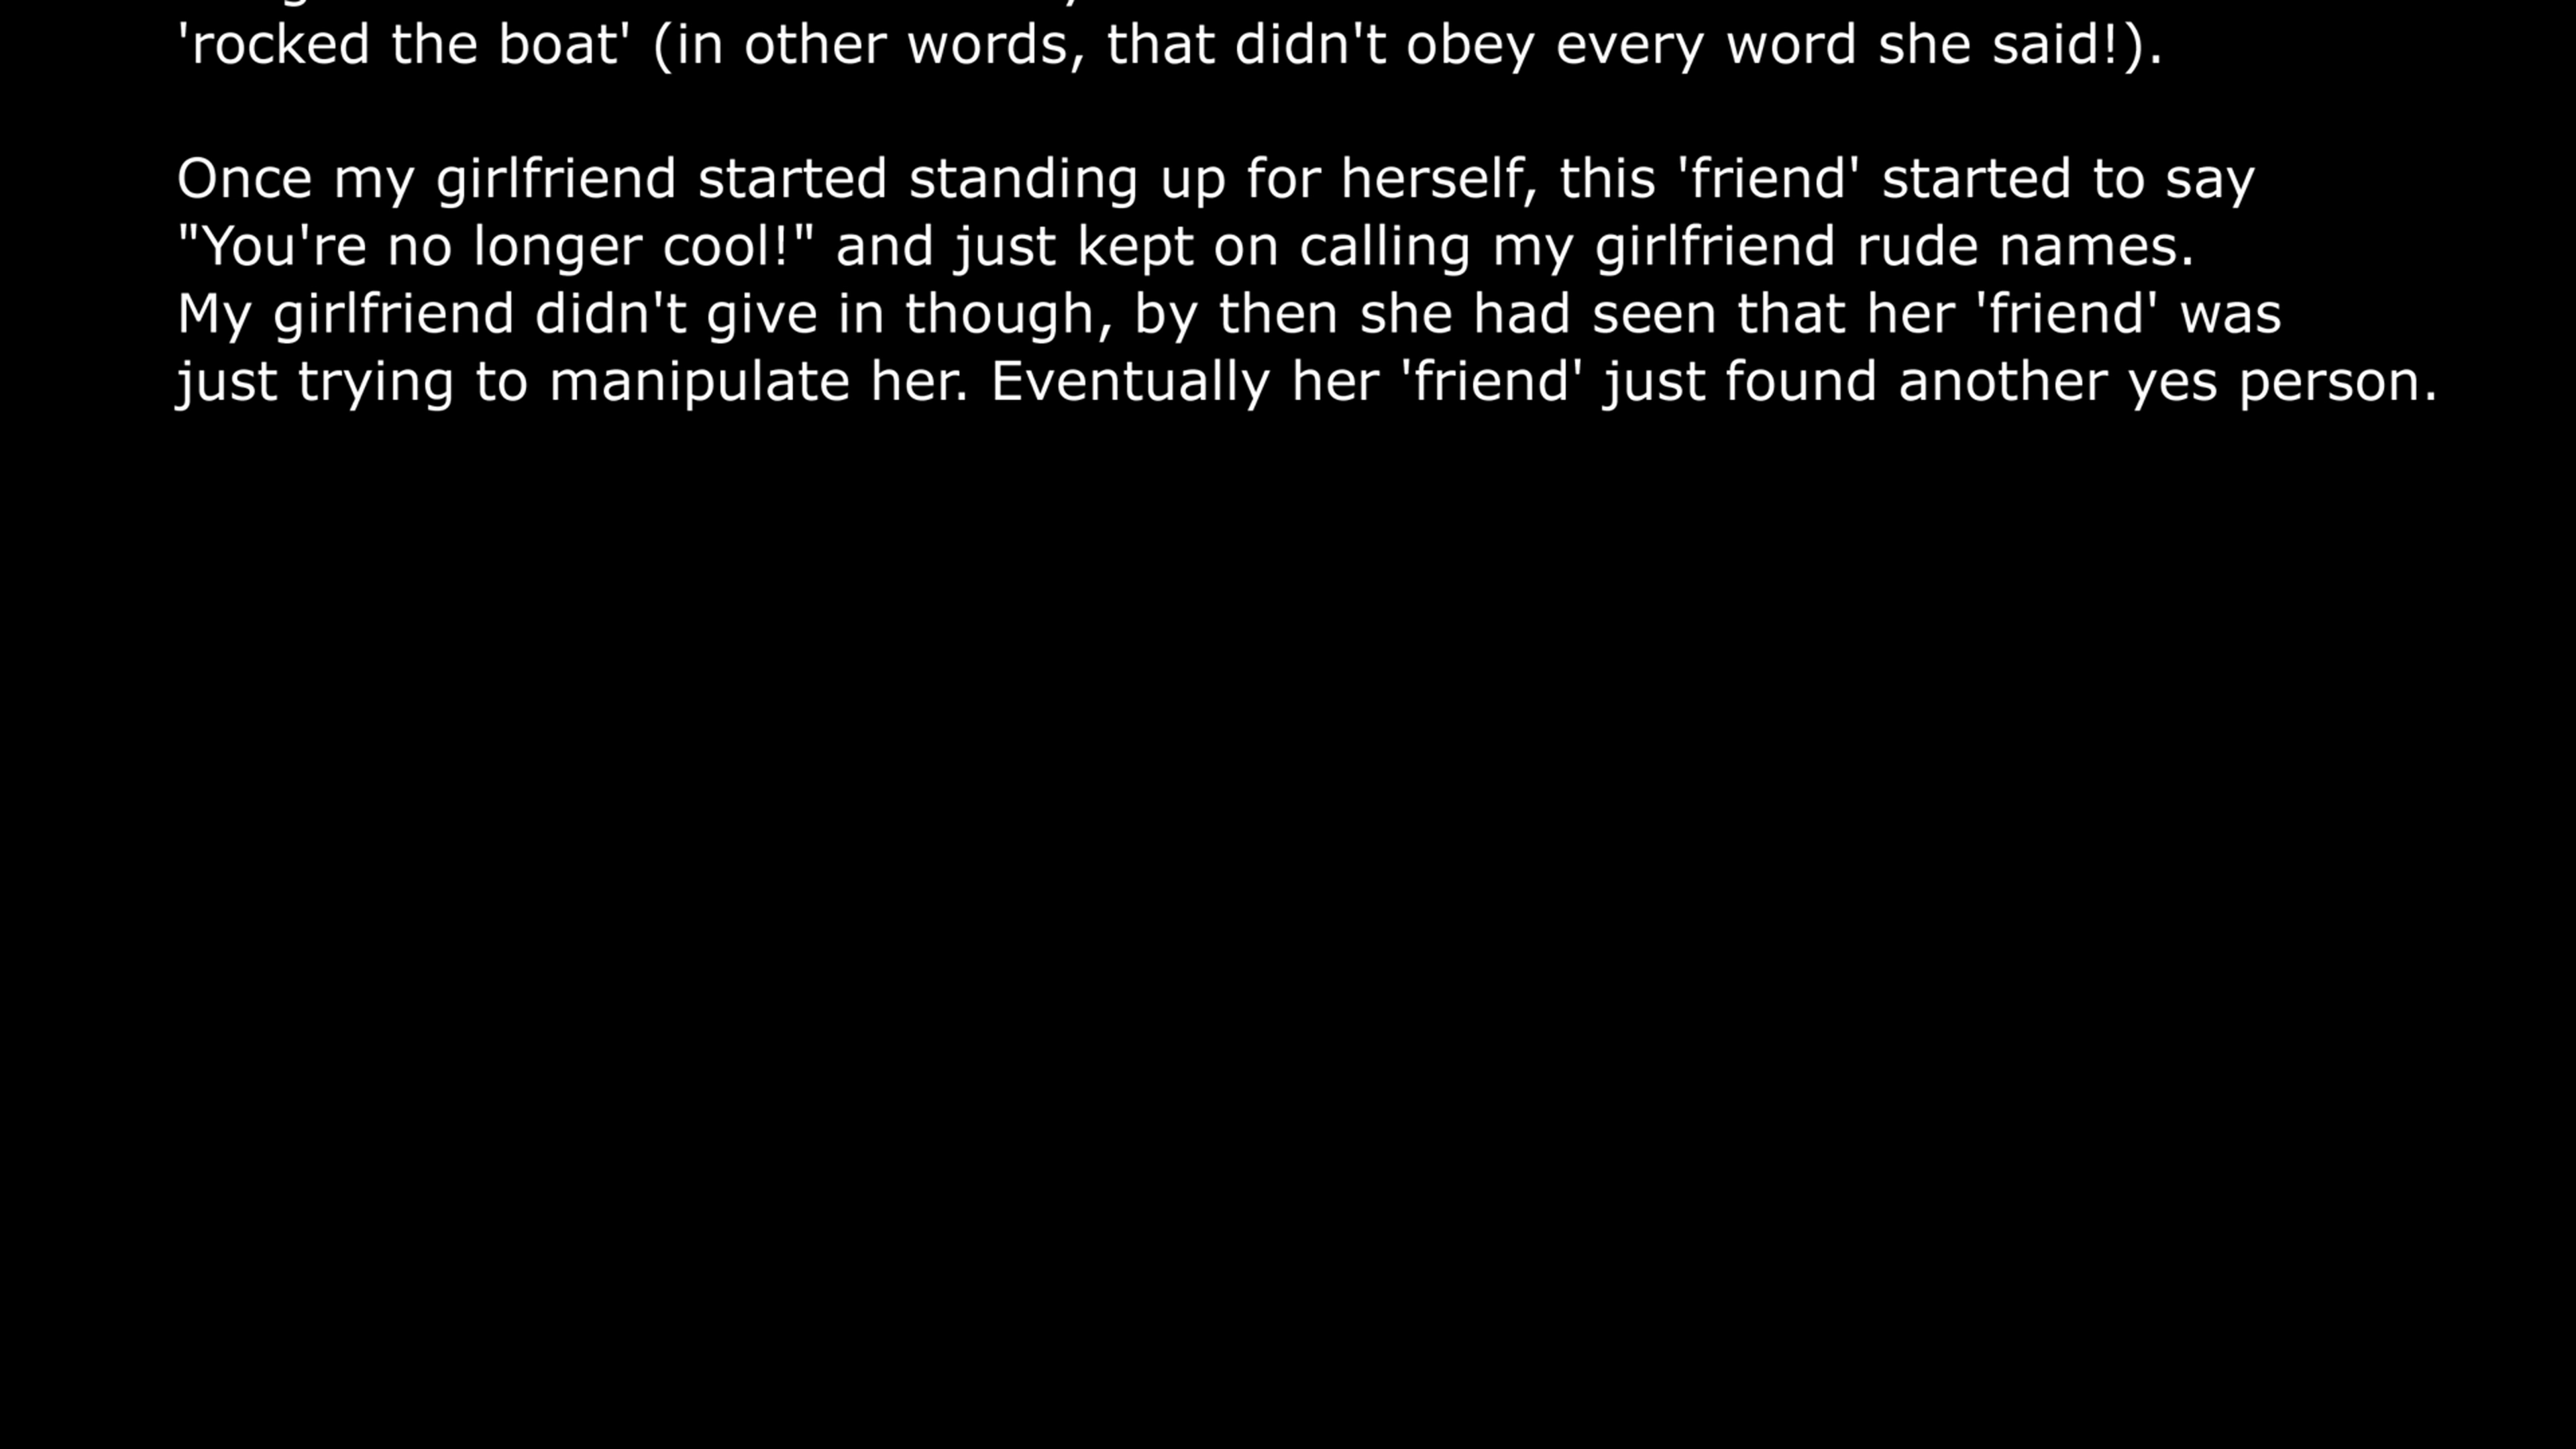 'rocked the boat' (in other words, that didn't obey every word she said!).
Once my girlfriend started standing up for herself, this 'friend' started to say
"You're no longer cool!" and just kept on calling my girlfriend rude names.
My girlfriend didn't give in though, by then she had seen that her 'friend' was
just trying to manipulate her. Eventually her 'friend' just found another yes person.